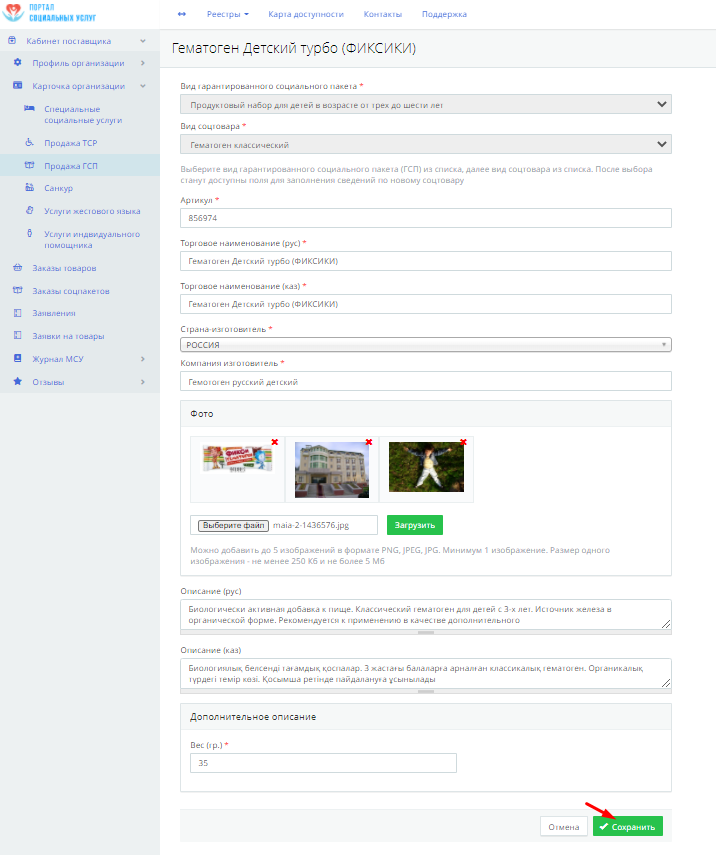 ПОРТАЛ
СОЦИАЛЬНЫХ УСЛУГ
Реестры
Карта доступности
Контакты
Поддержка
Кабинет поставщика
Профиль организации
Карточка организации
Специальные
социальные услуги
Продажа ТСР
Продажа ГСП
Санкур
Услуги жестового языка
Услуги индвидуального
помощника
Заказы товаров
Заказы соцпакетов
Заявления
Заявки на товары
Журнал МСУ
Отзывы
Гематоген Детский турбо (ФИКСИКИ)
Вид гарантированного социального пакета *
Продуктовый набор для детей в возрасте от трех до шести лет
Вид соцтовара *
Гематоген классический
Выберите вид гарантированного социального пакета (ГСП) из списка, далее вид соцтовара из списка. После выбора
станут доступны поля для заполнения сведений по новому соцтовару
Артикул *
856974
Торговое наименование (рус) *
Гематоген Детский турбо (ФИКСИКИ)
Торговое наименование (каз) *
Гематоген Детский турбо (ФИКСИКИ)
Страна-изготовитель *
РОССИЯ
Компания изготовитель *
Гемотоген русский детский
Фото
Выберите файл maia-2-1436576.jpg
Загрузить
Можно добавить до 5 изображений в формате PNG, JPEG, JPG. Минимум 1 изображение. Размер одного
изображения - не менее 250 Кб и не более 5 Мб
Описание (рус)
Биологически активная добавка к пище. Классический гематоген для детей с 3-х лет. Источник железа в
органической форме. Рекомендуется к применению в качестве дополнительного
Описание (каз)
Биологиялық белсенді тағамдық қоспалар. 3 жастағы балаларға арналған классикалық гематоген. Органикалық
түрдегі темір көзі. Қосымша ретінде пайдалануға ұсынылады
Дополнительное описание
Вес (гр.) *
35
Отмена
Сохранить